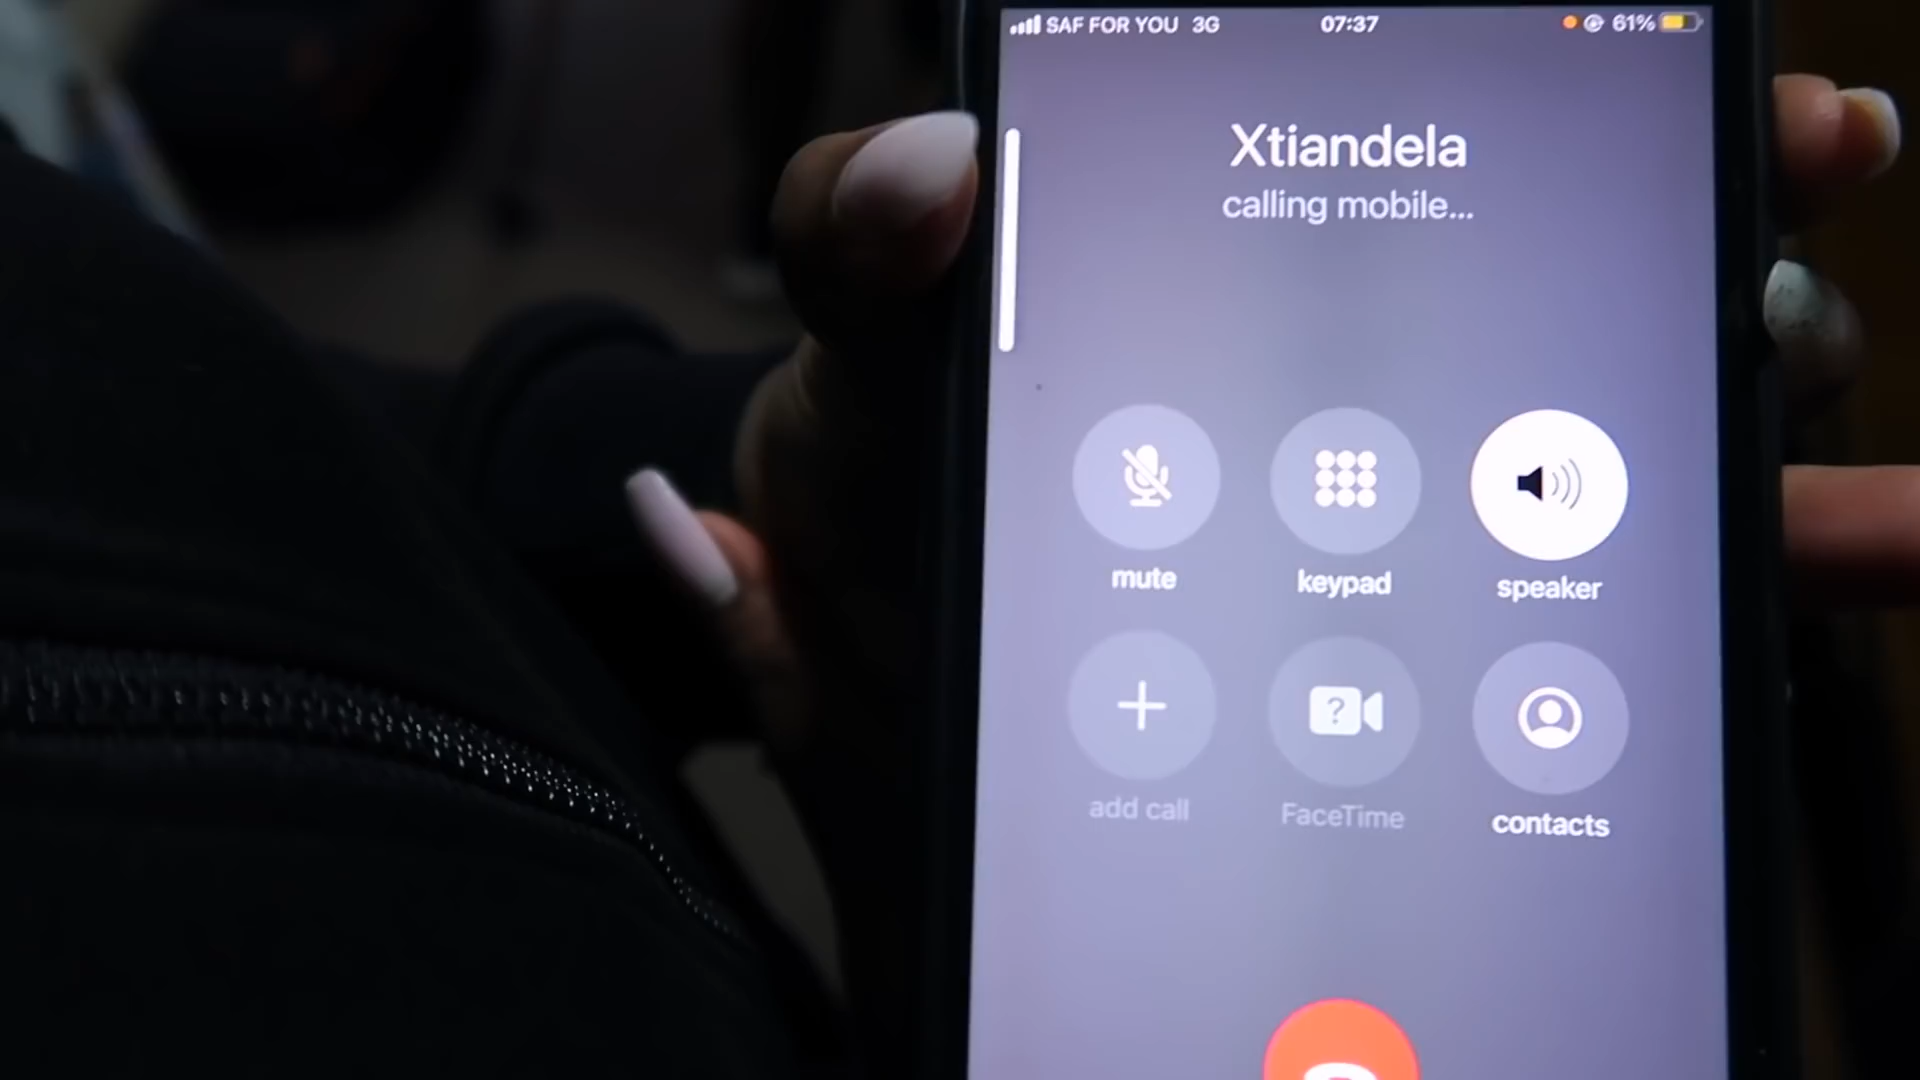 SAF FOR YOU 3G 07:37 61%
Xtiandela
calling mobile...
mute keypad speaker
?
add call FaceTime contacts